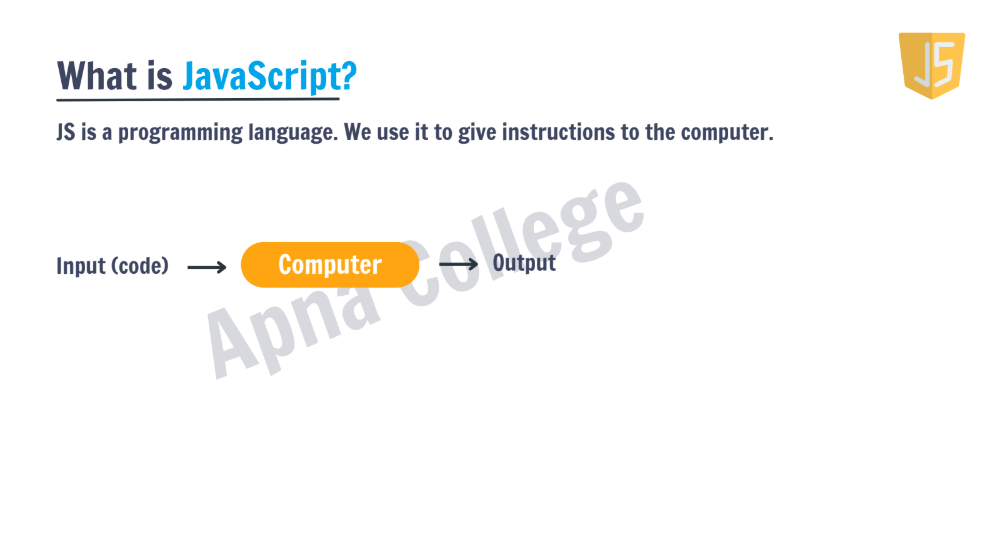 What is JavaScript?
JS
JS is a programming language. We use it to give instructions to the computer.
Input (code)
Computer
Output
Apna College